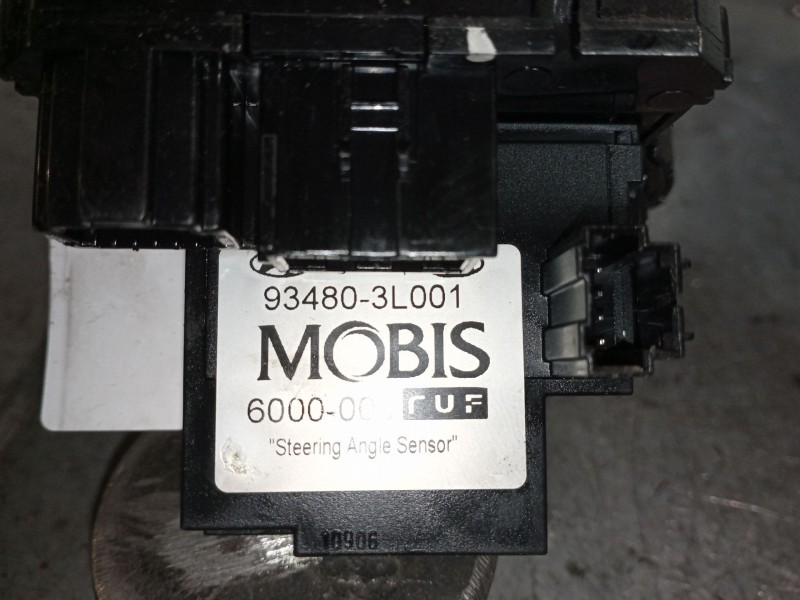 93480-3L001
MOBIS
6000-00 ruf
"Steering Angle Sensor"
10906